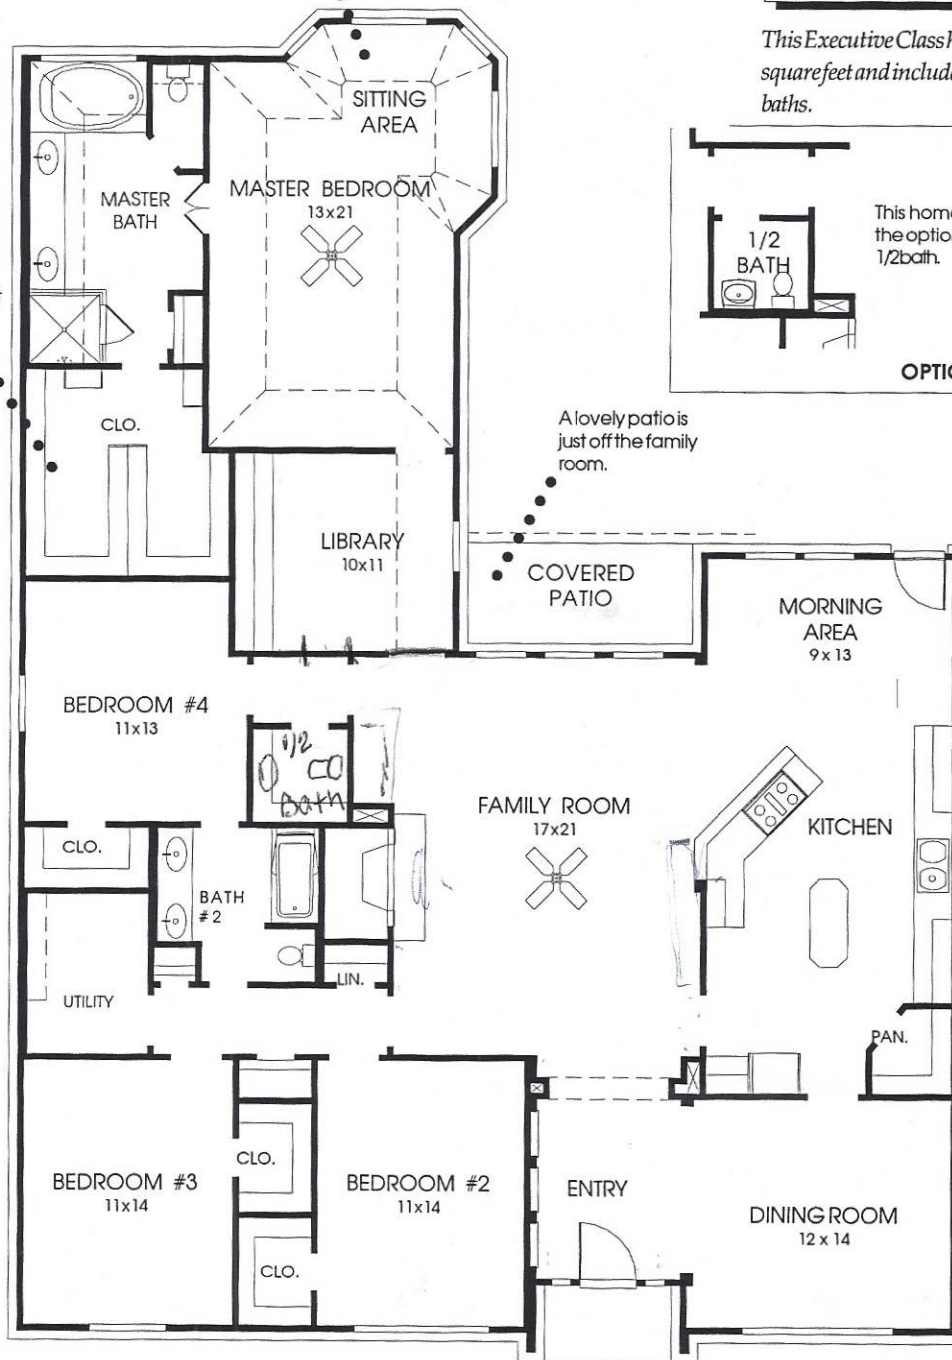 This Executive Class
squarefeet and includ
baths.
SITTING
AREA
MASTER BEDROOM
13x21
MASTER
BATH
1/2
BATH
This hom
the optio
1/2bath.
OPTI
CLO.
A lovely patio is
just off the family
room.
LIBRARY
10x11
COVERED
PATIO
MORNING
AREA
9 x 13
BEDROOM #4
11x13
1/2
Bath
FAMILY ROOM
17x21
KITCHEN
CLO.
BATH
#2
LIN.
UTILITY
PAN.
BEDROOM #3
11x14
CLO.
BEDROOM #2
11x14
ENTRY
DINING ROOM
12 x 14
CLO.